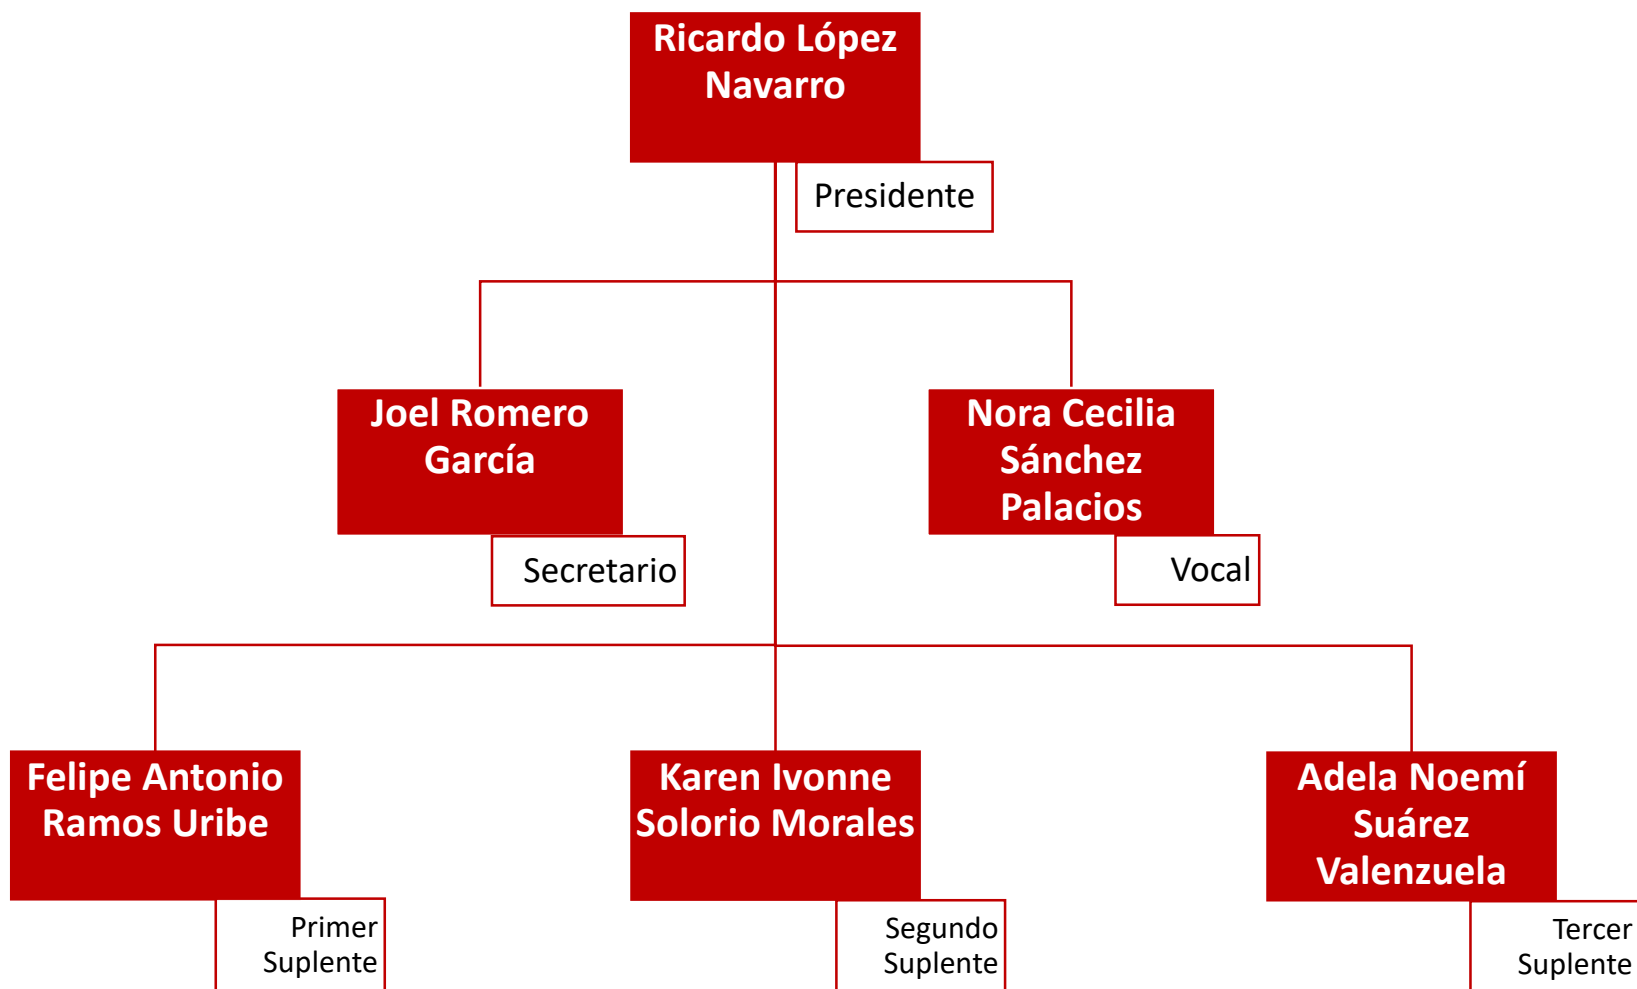 Ricardo López
Navarro
Presidente
Joel Romero
García
Secretario
Nora Cecilia
Sánchez
Palacios
Vocal
Felipe Antonio
Ramos Uribe
Primer
Suplente
Karen Ivonne
Solorio Morales
Segundo
Suplente
Adela Noemí
Suárez
Valenzuela
Tercer
Suplente